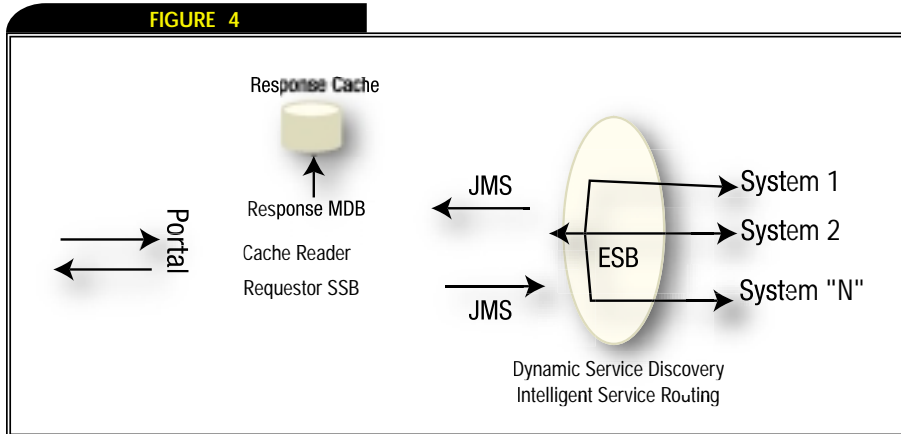 FIGURE 4
Response Cache
Response MDB
Cache Reader
Requestor SSB
Portal
JMS
JMS
ESB
System 1
System 2
System "N"
Dynamic Service Discovery
Intelligent Service Routing